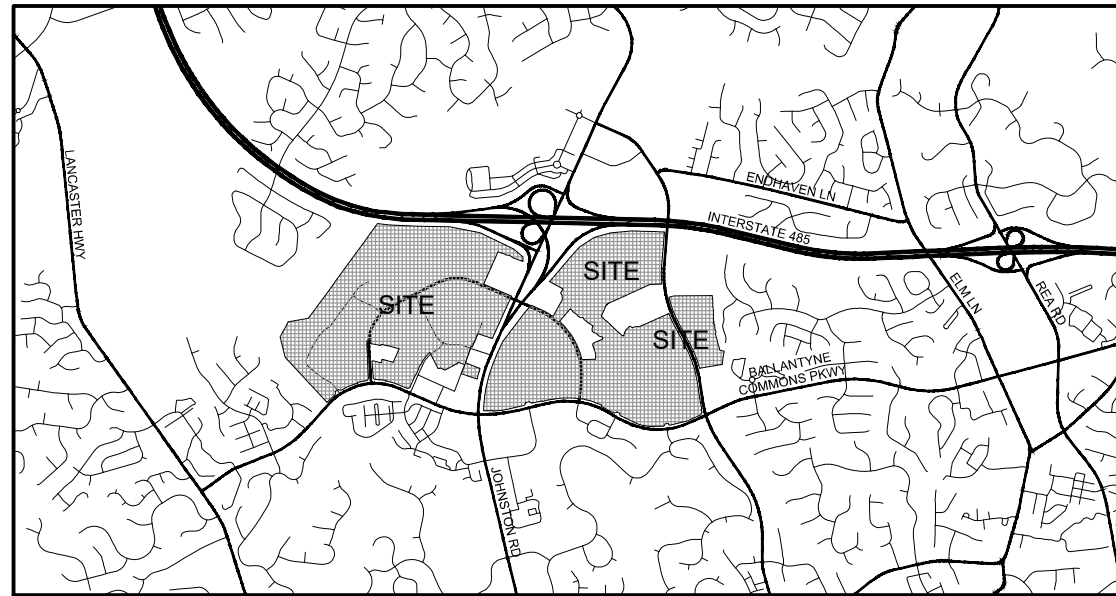 LANCASTER HWY
ENDHAVEN LN
INTERSTATE 485
SITE
SITE
SITE
ELM LN
REA RD
BALLANTYNE
COMMONS PKWY
JOHNSTON RD